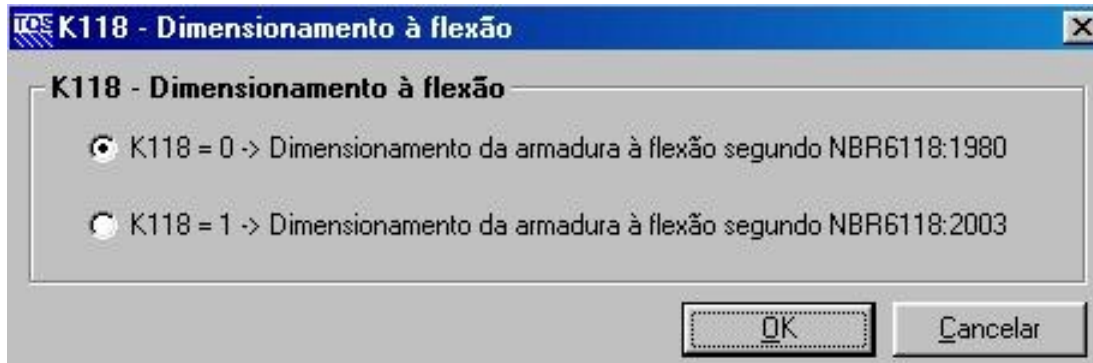 TQS K118 - Dimensionamento à flexão
K118 - Dimensionamento à flexão
K118 = 0 -> Dimensionamento da armadura à flexão segundo NBR6118:1980
K118 = 1 -> Dimensionamento da armadura à flexão segundo NBR6118:2003
OK
Cancelar